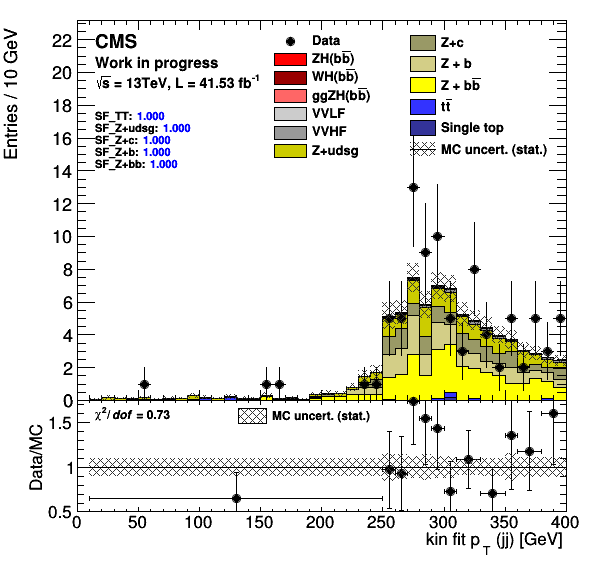 CMS
Work in progress
√s = 13TeV, L = 41.53 fb⁻¹
SF_TT: 1.000
SF_Z+udsg: 1.000
SF_Z+c: 1.000
SF_Z+b: 1.000
SF_Z+bb: 1.000
Data
ZH(bb̅)
WH(bb̅)
ggZH(bb̅)
VVLF
VVHF
Z+udsg
Z+c
Z + b
Z + bb̅
tt̅
Single top
MC uncert. (stat.)
Entries / 10 GeV
22
20
18
16
14
12
10
8
6
4
2
0
χ²/dof = 0.73
MC uncert. (stat.)
Data/MC
1.5
1
0.5
0 50 100 150 200 250 300 350 400
kin fit p_T (jj) [GeV]